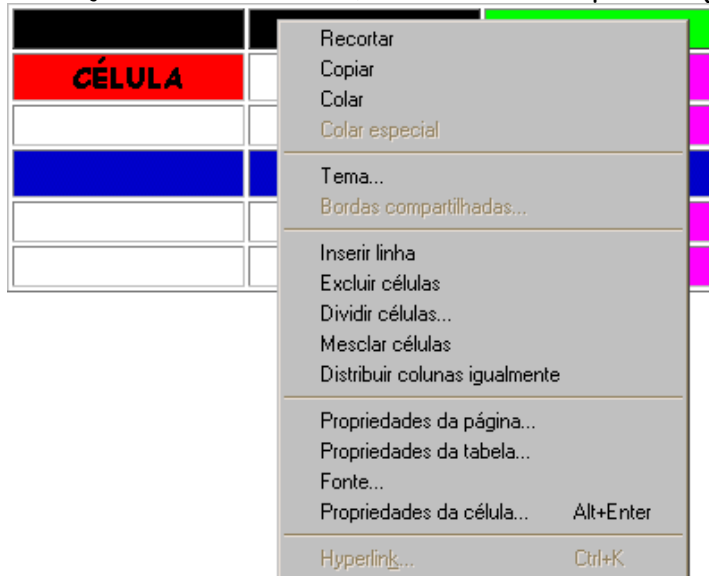 Recortar
CÉLULA
Copiar
Colar
Colar especial
Tema...
Bordas compartilhadas...
Inserir linha
Excluir células
Dividir células...
Mesclar células
Distribuir colunas igualmente
Propriedades da página...
Propriedades da tabela...
Fonte...
Propriedades da célula... Alt+Enter
Hyperlink... Ctrl+K